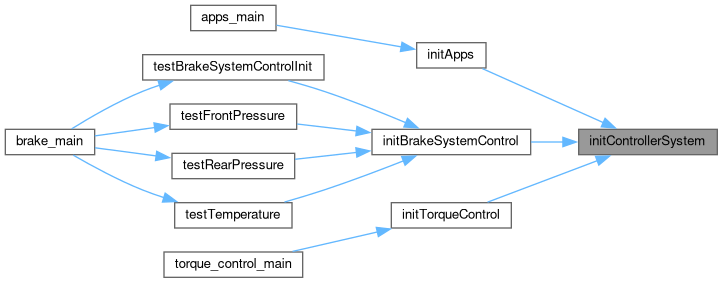 apps_main
initApps
testBrakeSystemControlInit
testFrontPressure
brake_main
initBrakeSystemControl
initControllerSystem
testRearPressure
testTemperature
initTorqueControl
torque_control_main